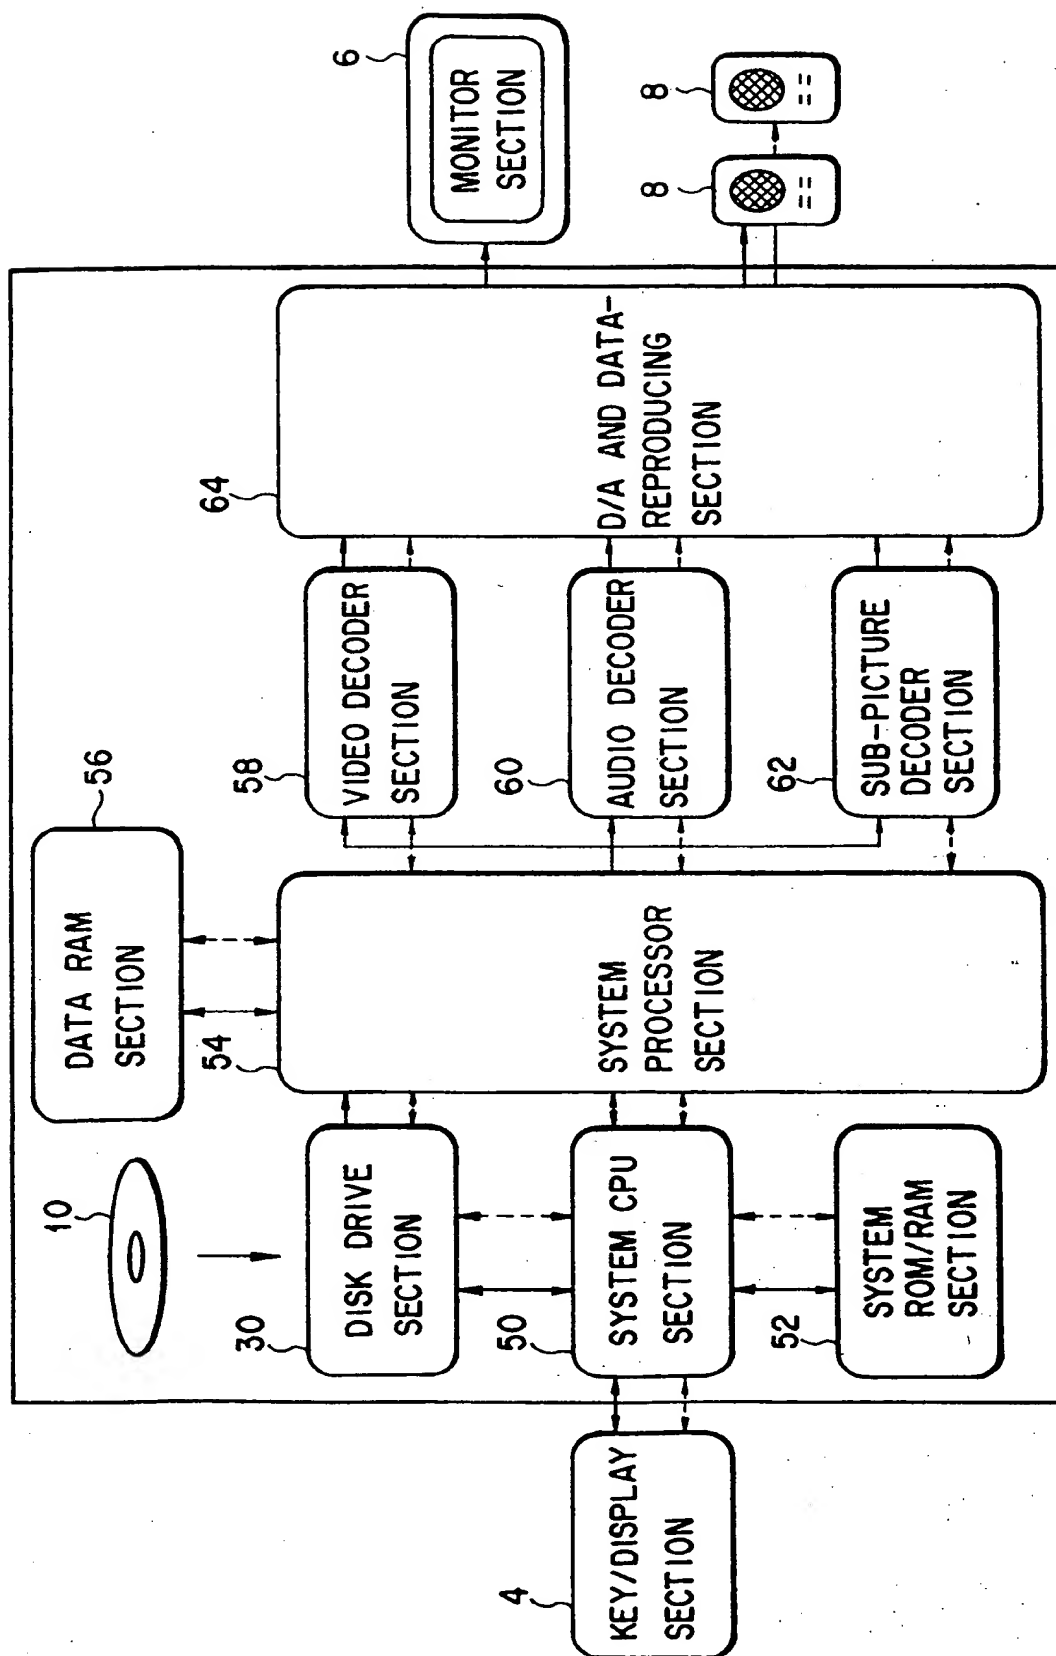 10
56
DATA RAM
SECTION
6
MONITOR
SECTION
30
DISK DRIVE
SECTION
54
58
VIDEO DECODER
SECTION
64
8
8
4
KEY/DISPLAY
SECTION
50
SYSTEM CPU
SECTION
SYSTEM
PROCESSOR
SECTION
60
AUDIO DECODER
SECTION
D/A AND DATA-
REPRODUCING
SECTION
52
SYSTEM
ROM/RAM
SECTION
62
SUB-PICTURE
DECODER
SECTION